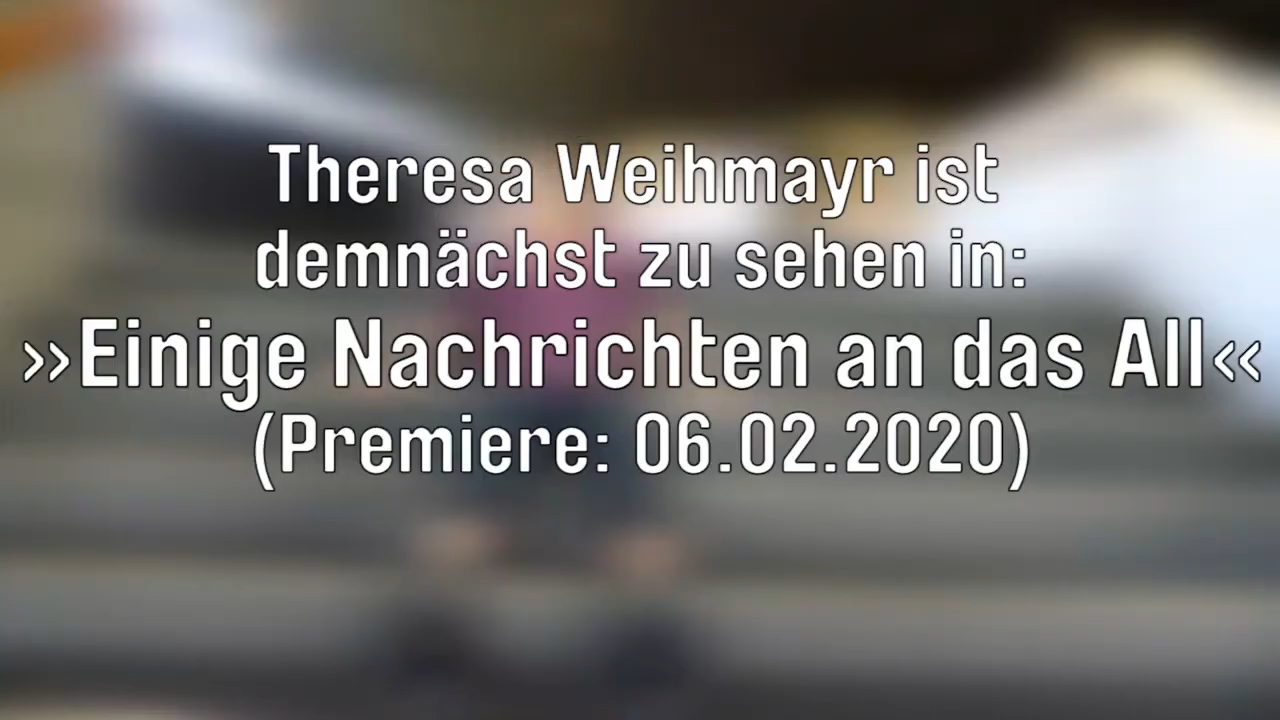 Theresa Weihmayr ist
demnächst zu sehen in:
»Einige Nachrichten an das All«
(Premiere: 06.02.2020)